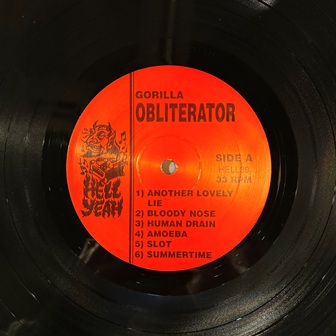 GORILLA
OBLITERATOR
SIDE A
33 RPM
HELL
YEAH
1) ANOTHER LOVELY
LIE
2) BLOODY NOSE
3) HUMAN DRAIN
4) AMOEBA
5) SLOT
6) SUMMERTIME